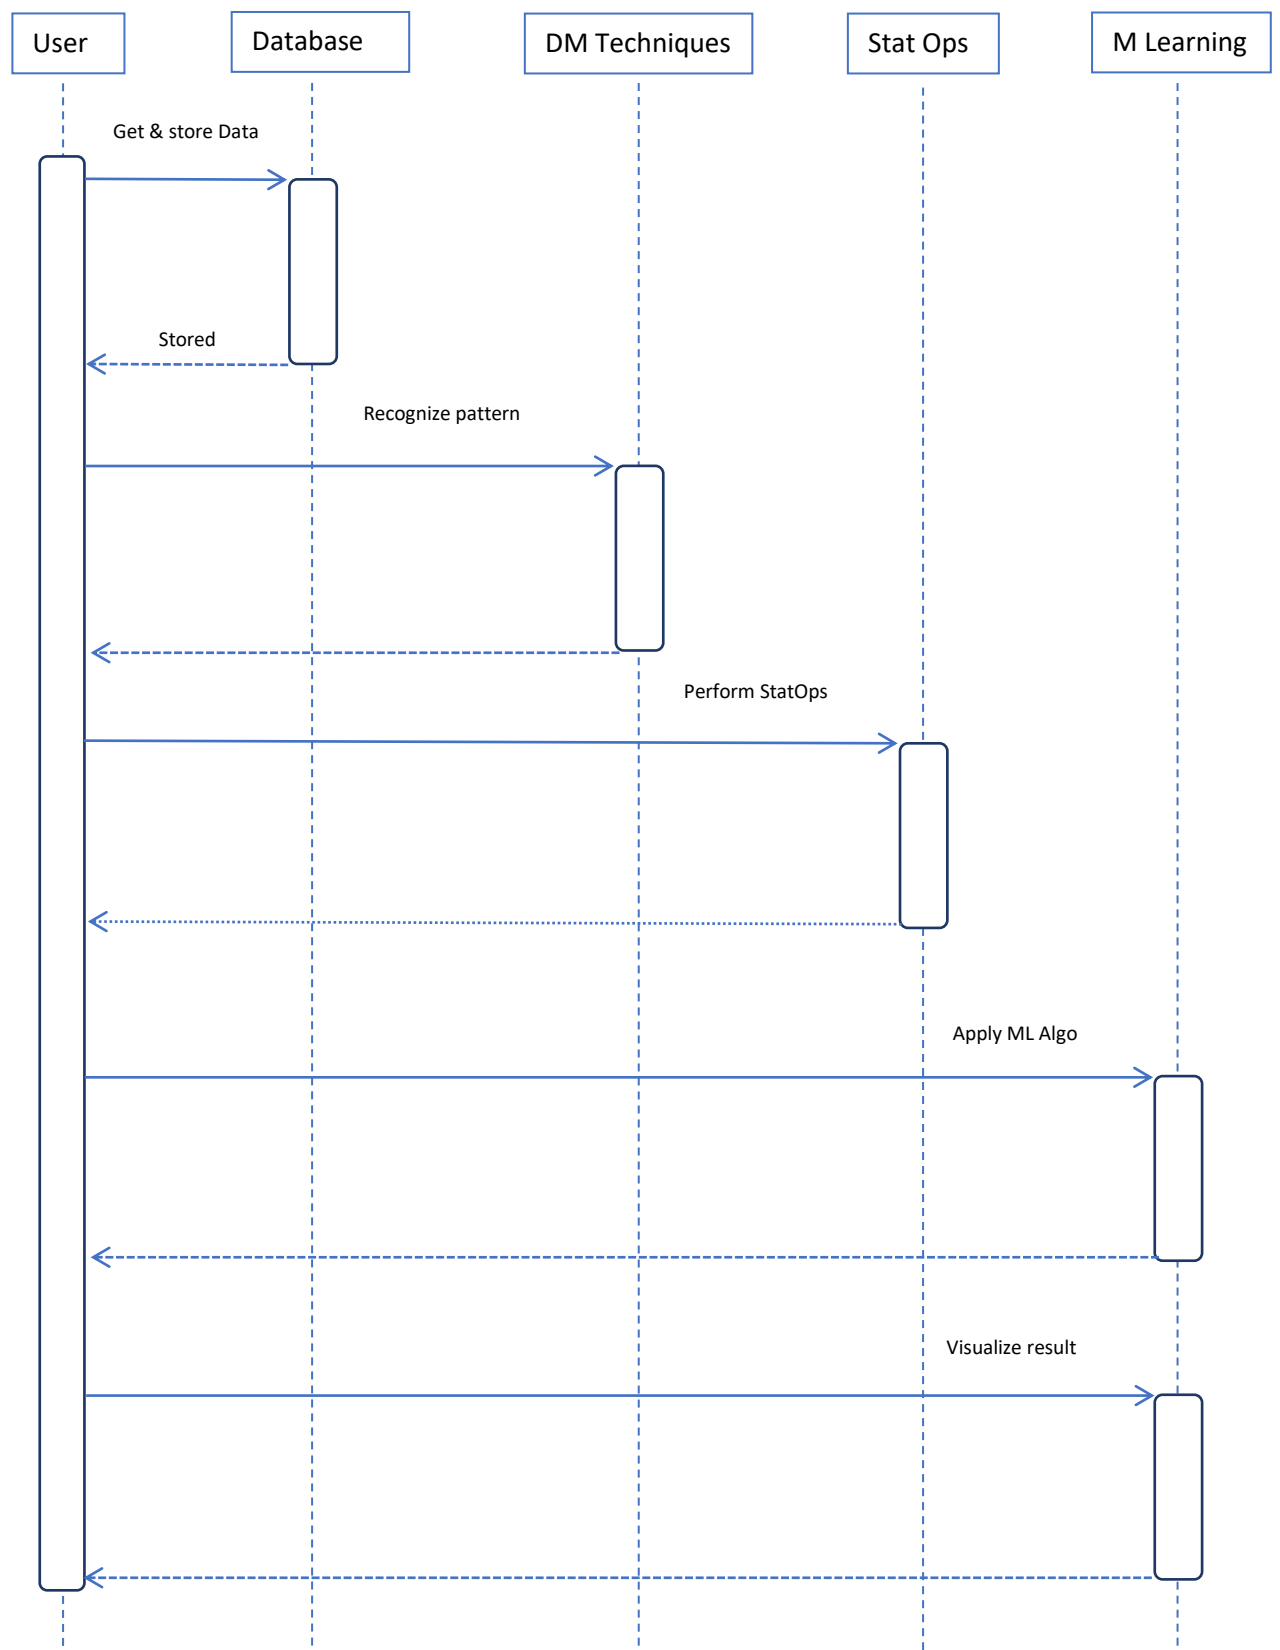 User
Database
DM Techniques
Stat Ops
M Learning
Get & store Data
Stored
Recognize pattern
Perform StatOps
Apply ML Algo
Visualize result